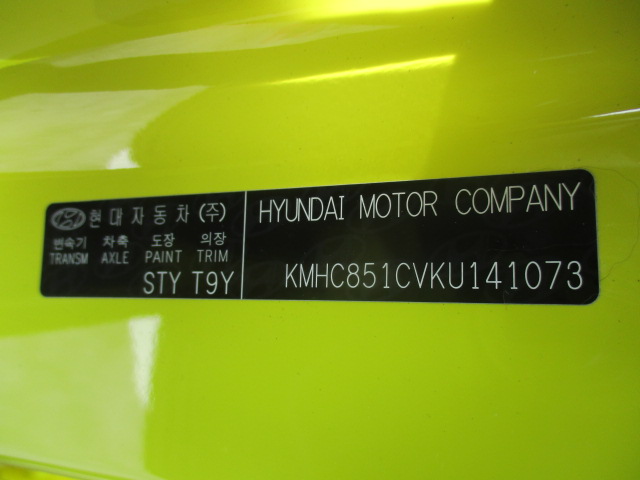 현대자동차(주)
변속기 차축 도장 의장
TRANSM AXLE PAINT TRIM
STY T9Y
HYUNDAI MOTOR COMPANY
KMHC851CVKU141073